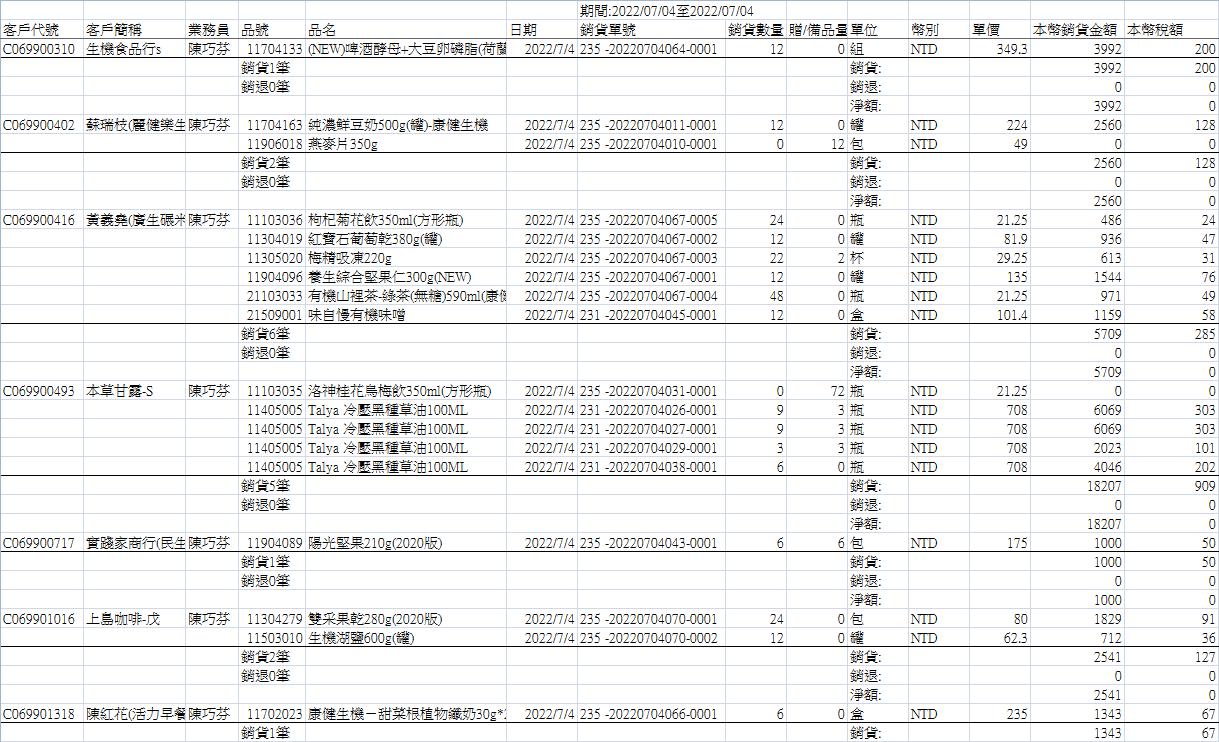 期間:2022/07/04至2022/07/04
客戶代號 客戶簡稱 業務員 品號 品名 日期 銷貨單號 銷貨數量 贈/備品量 單位 幣別 單價 本幣銷貨金額 本幣稅額
C069900310 生機食品行s 陳巧芬 11704133 (NEW)啤酒酵母+大豆卵磷脂(荷蘭 2022/7/4 235 -20220704064-0001 12 0 組 NTD 349.3 3992 200
銷貨1筆 銷貨: 3992 200
銷退0筆 銷退: 0 0
淨額: 3992 0
C069900402 蘇瑞枝(麗健樂生 陳巧芬 11704163 純濃鮮豆奶500g(罐)-康健生機 2022/7/4 235 -20220704011-0001 12 0 罐 NTD 224 2560 128
11906018 燕麥片350g 2022/7/4 235 -20220704010-0001 0 12 包 NTD 49 0 0
銷貨2筆 銷貨: 2560 128
銷退0筆 銷退: 0 0
淨額: 2560 0
C069900416 黃義堯(廣生碾米 陳巧芬 11103036 枸杞菊花飲350ml(方形瓶) 2022/7/4 235 -20220704067-0005 24 0 瓶 NTD 21.25 486 24
11304019 紅寶石葡萄乾380g(罐) 2022/7/4 235 -20220704067-0002 12 0 罐 NTD 81.9 936 47
11305020 梅精吸凍220g 2022/7/4 235 -20220704067-0003 22 2 杯 NTD 29.25 613 31
11904096 養生綜合堅果仁300g(NEW) 2022/7/4 235 -20220704067-0001 12 0 罐 NTD 135 1544 76
21103033 有機山裡茶-綠茶(無糖)590ml(康健 2022/7/4 235 -20220704067-0004 48 0 瓶 NTD 21.25 971 49
21509001 味自慢有機味噌 2022/7/4 231 -20220704045-0001 12 0 盒 NTD 101.4 1159 58
銷貨6筆 銷貨: 5709 285
銷退0筆 銷退: 0 0
淨額: 5709 0
C069900493 本草甘露-S 陳巧芬 11103035 洛神桂花烏梅飲350ml(方形瓶) 2022/7/4 235 -20220704031-0001 0 72 瓶 NTD 21.25 0 0
11405005 Talya 冷壓黑種草油100ML 2022/7/4 231 -20220704026-0001 9 3 瓶 NTD 708 6069 303
11405005 Talya 冷壓黑種草油100ML 2022/7/4 231 -20220704027-0001 9 3 瓶 NTD 708 6069 303
11405005 Talya 冷壓黑種草油100ML 2022/7/4 231 -20220704029-0001 3 3 瓶 NTD 708 2023 101
11405005 Talya 冷壓黑種草油100ML 2022/7/4 231 -20220704038-0001 6 0 瓶 NTD 708 4046 202
銷貨5筆 銷貨: 18207 909
銷退0筆 銷退: 0 0
淨額: 18207 0
C069900717 實踐家商行(民生 陳巧芬 11904089 陽光堅果210g(2020版) 2022/7/4 235 -20220704043-0001 6 6 包 NTD 175 1000 50
銷貨1筆 銷貨: 1000 50
銷退0筆 銷退: 0 0
淨額: 1000 0
C069901016 上島咖啡-戊 陳巧芬 11304279 雙采果乾280g(2020版) 2022/7/4 235 -20220704070-0001 24 0 包 NTD 80 1829 91
11503010 生機湖鹽600g(罐) 2022/7/4 235 -20220704070-0002 12 0 罐 NTD 62.3 712 36
銷貨2筆 銷貨: 2541 127
銷退0筆 銷退: 0 0
淨額: 2541 0
C069901318 陳紅花(活力早餐 陳巧芬 11702023 康健生機－甜菜根植物纖奶30g* 2022/7/4 235 -20220704066-0001 6 0 盒 NTD 235 1343 67
銷貨1筆 銷貨: 1343 67